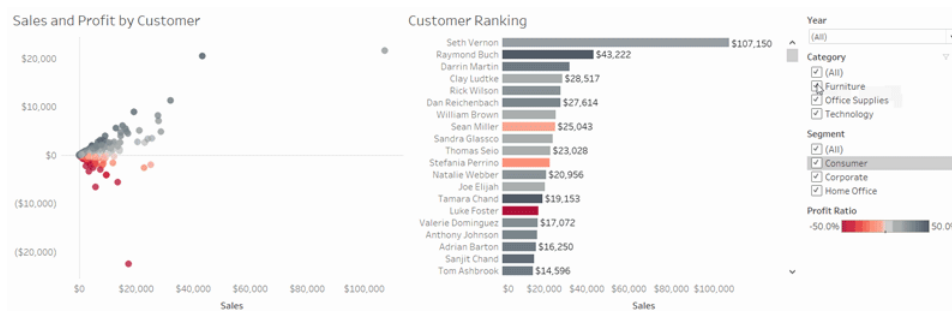 Sales and Profit by Customer
$20,000
$10,000
$0
($10,000)
($20,000)
$0 $20,000 $40,000 $60,000 $80,000 $100,000
Sales
Customer Ranking
Seth Vernon $107,150
Raymond Buch $43,222
Darrin Martin
Clay Ludtke $28,517
Rick Wilson
Dan Reichenbach $27,614
William Brown
Sean Miller $25,043
Sandra Glassco
Thomas Seio $23,028
Stefania Perrino
Natalie Webber $20,956
Joe Elijah
Tamara Chand $19,153
Luke Foster
Valerie Dominguez $17,072
Anthony Johnson
Adrian Barton $16,250
Sanjit Chand
Tom Ashbrook $14,596
$0 $20,000 $40,000 $60,000 $80,000 $100,000
Sales
Year
(All)
Category
(All)
Furniture
Office Supplies
Technology
Segment
(All)
Consumer
Corporate
Home Office
Profit Ratio
-50.0% 50.0%